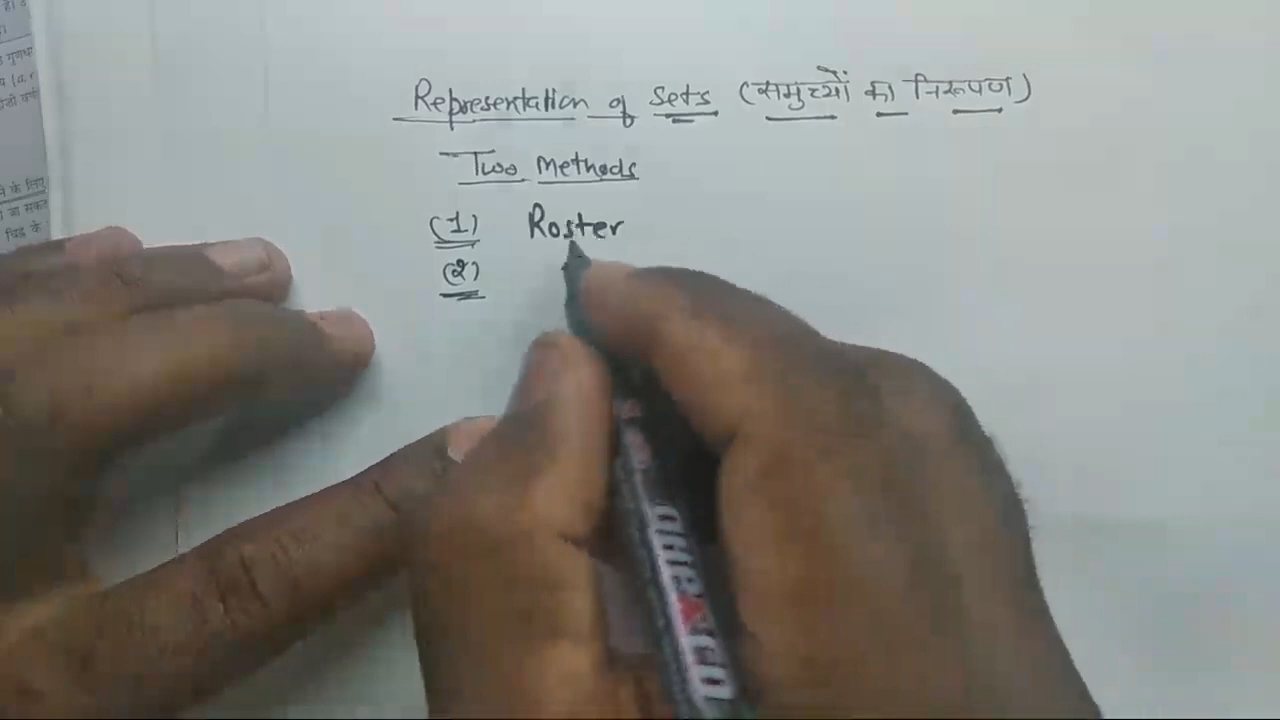 Representation of Sets (समुच्चयों का निरूपण)
Two Methods
(1) Roster
(2)